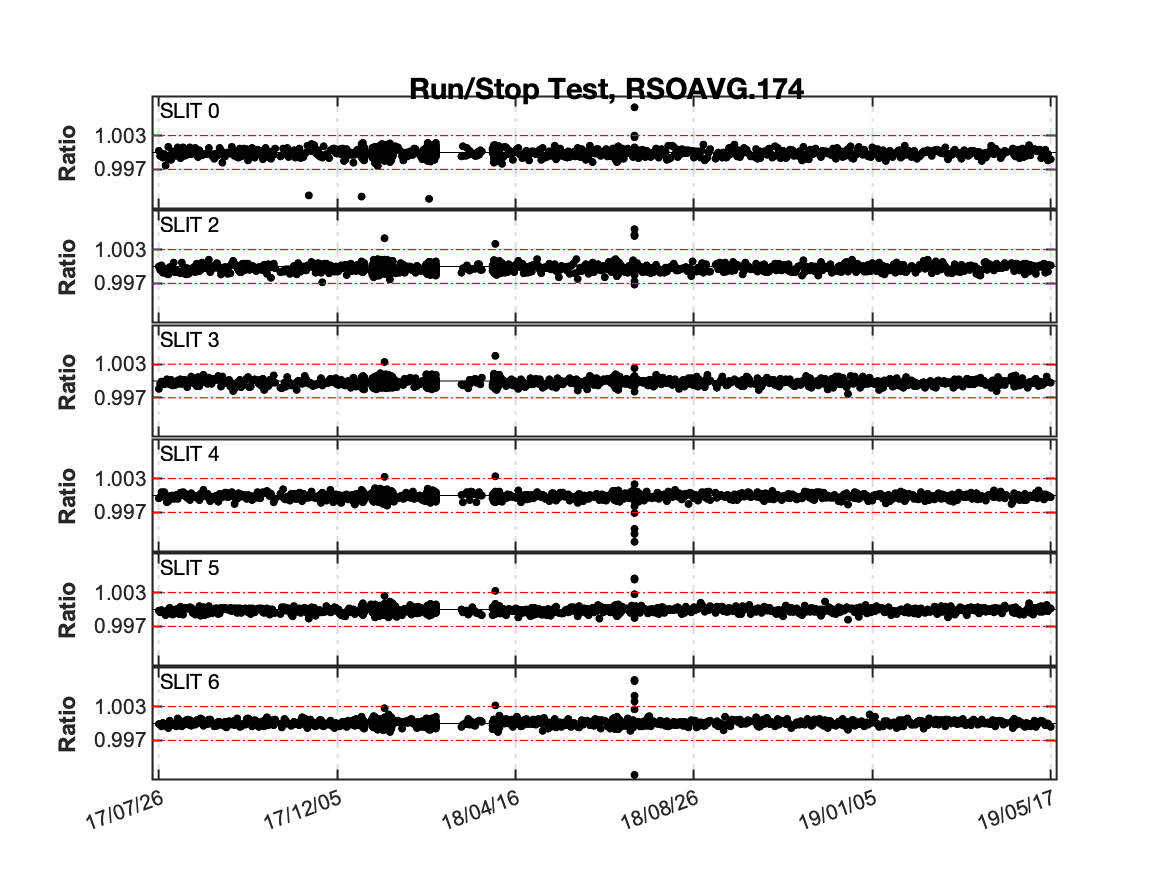 Run/Stop Test, RSOAVG.174
SLIT 0
Ratio
1.003
0.997
SLIT 2
Ratio
1.003
0.997
SLIT 3
Ratio
1.003
0.997
SLIT 4
Ratio
1.003
0.997
SLIT 5
Ratio
1.003
0.997
SLIT 6
Ratio
1.003
0.997
17/07/26 17/12/05 18/04/16 18/08/26 19/01/05 19/05/17